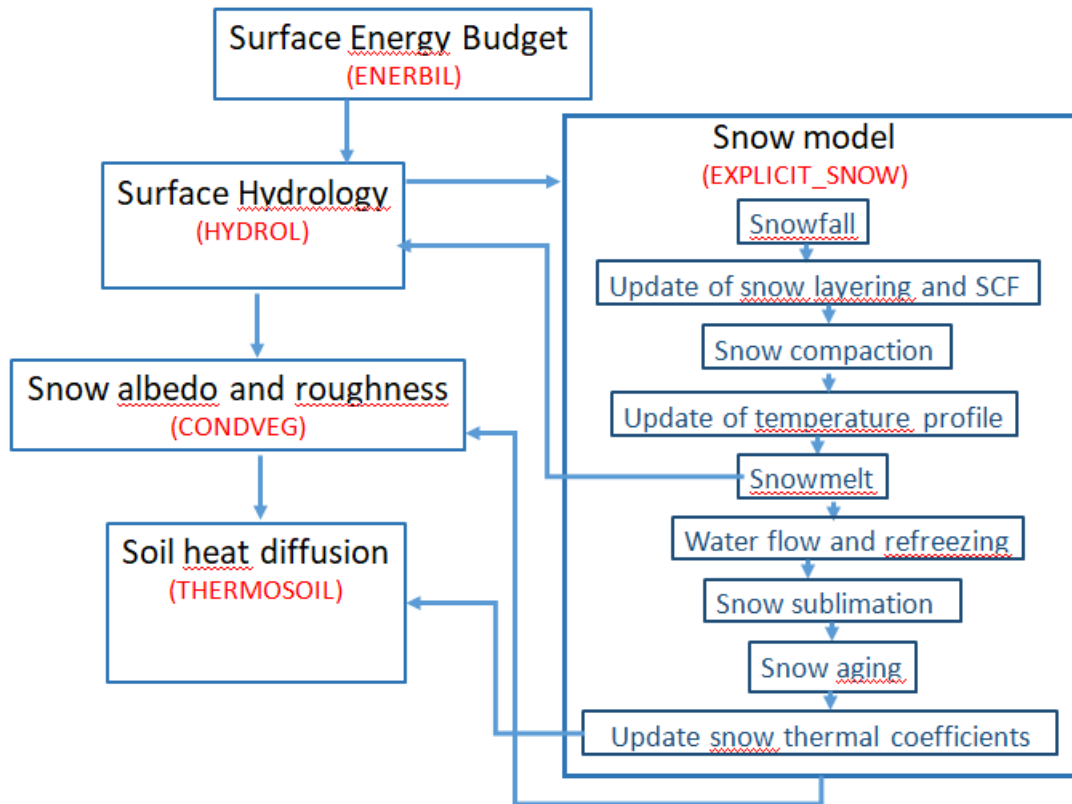 Surface Energy Budget
(ENERBIL)
Surface Hydrology
(HYDROL)
Snow albedo and roughness
(CONDVEG)
Soil heat diffusion
(THERMOSOIL)
Snow model
(EXPLICIT_SNOW)
Snowfall
Update of snow layering and SCF
Snow compaction
Update of temperature profile
Snowmelt
Water flow and refreezing
Snow sublimation
Snow aging
Update snow thermal coefficients